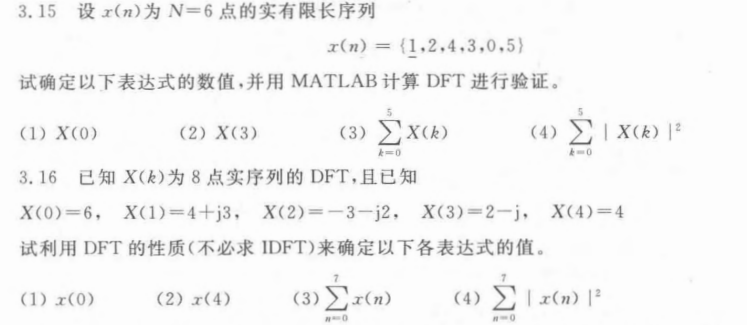 3.15 设 x(n)为 N=6 点的实有限长序列
x(n) = {1,2,4,3,0,5}
试确定以下表达式的数值,并用 MATLAB 计算 DFT 进行验证。
(1) X(0) (2) X(3) (3) ∑_{k=0}^{5} X(k) (4) ∑_{k=0}^{5} | X(k) |²
3.16 已知 X(k)为 8 点实序列的 DFT,且已知
X(0)=6, X(1)=4+j3, X(2)=-3-j2, X(3)=2-j, X(4)=4
试利用 DFT 的性质(不必求 IDFT)来确定以下各表达式的值。
(1) x(0) (2) x(4) (3) ∑_{n=0}^{7} x(n) (4) ∑_{n=0}^{7} | x(n) |²